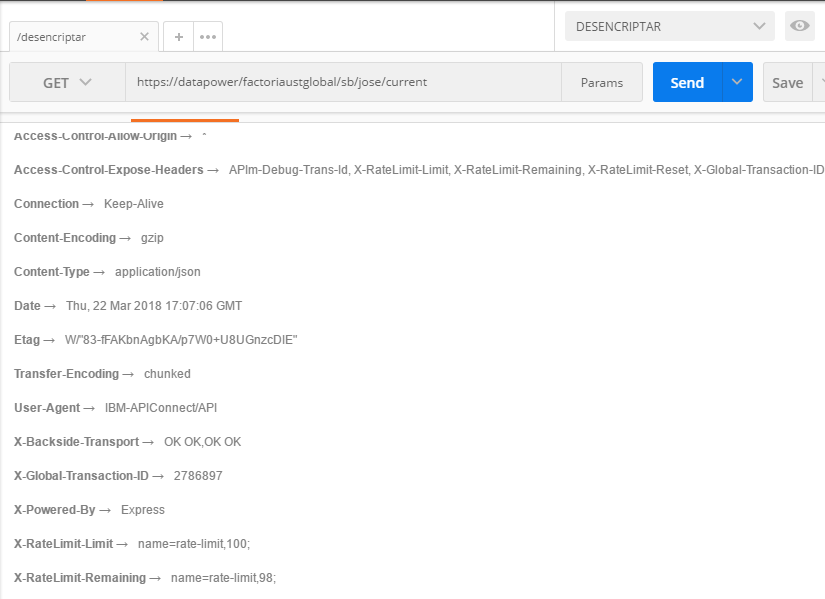 /desencriptar
DESENCRIPTAR
GET https://datapower/factoriaustglobal/sb/jose/current Params Send Save
Access-Control-Allow-Origin → *
Access-Control-Expose-Headers → APIm-Debug-Trans-Id, X-RateLimit-Limit, X-RateLimit-Remaining, X-RateLimit-Reset, X-Global-Transaction-ID
Connection → Keep-Alive
Content-Encoding → gzip
Content-Type → application/json
Date → Thu, 22 Mar 2018 17:07:06 GMT
Etag → W/"83-fFAKbnAgbKA/p7W0+U8UGnzcDIE"
Transfer-Encoding → chunked
User-Agent → IBM-APIConnect/API
X-Backside-Transport → OK OK,OK OK
X-Global-Transaction-ID → 2786897
X-Powered-By → Express
X-RateLimit-Limit → name=rate-limit,100;
X-RateLimit-Remaining → name=rate-limit,98;